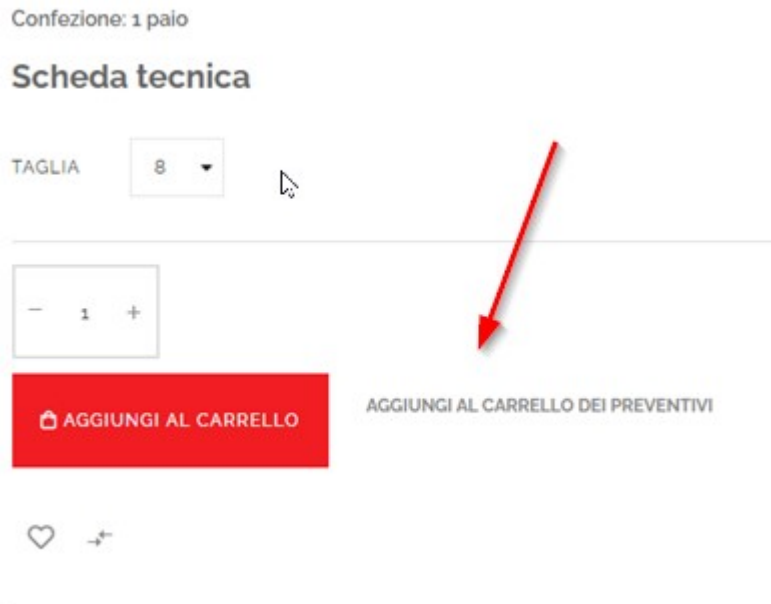 Confezione: 1 paio
Scheda tecnica
TAGLIA 8
− 1 +
AGGIUNGI AL CARRELLO
AGGIUNGI AL CARRELLO DEI PREVENTIVI